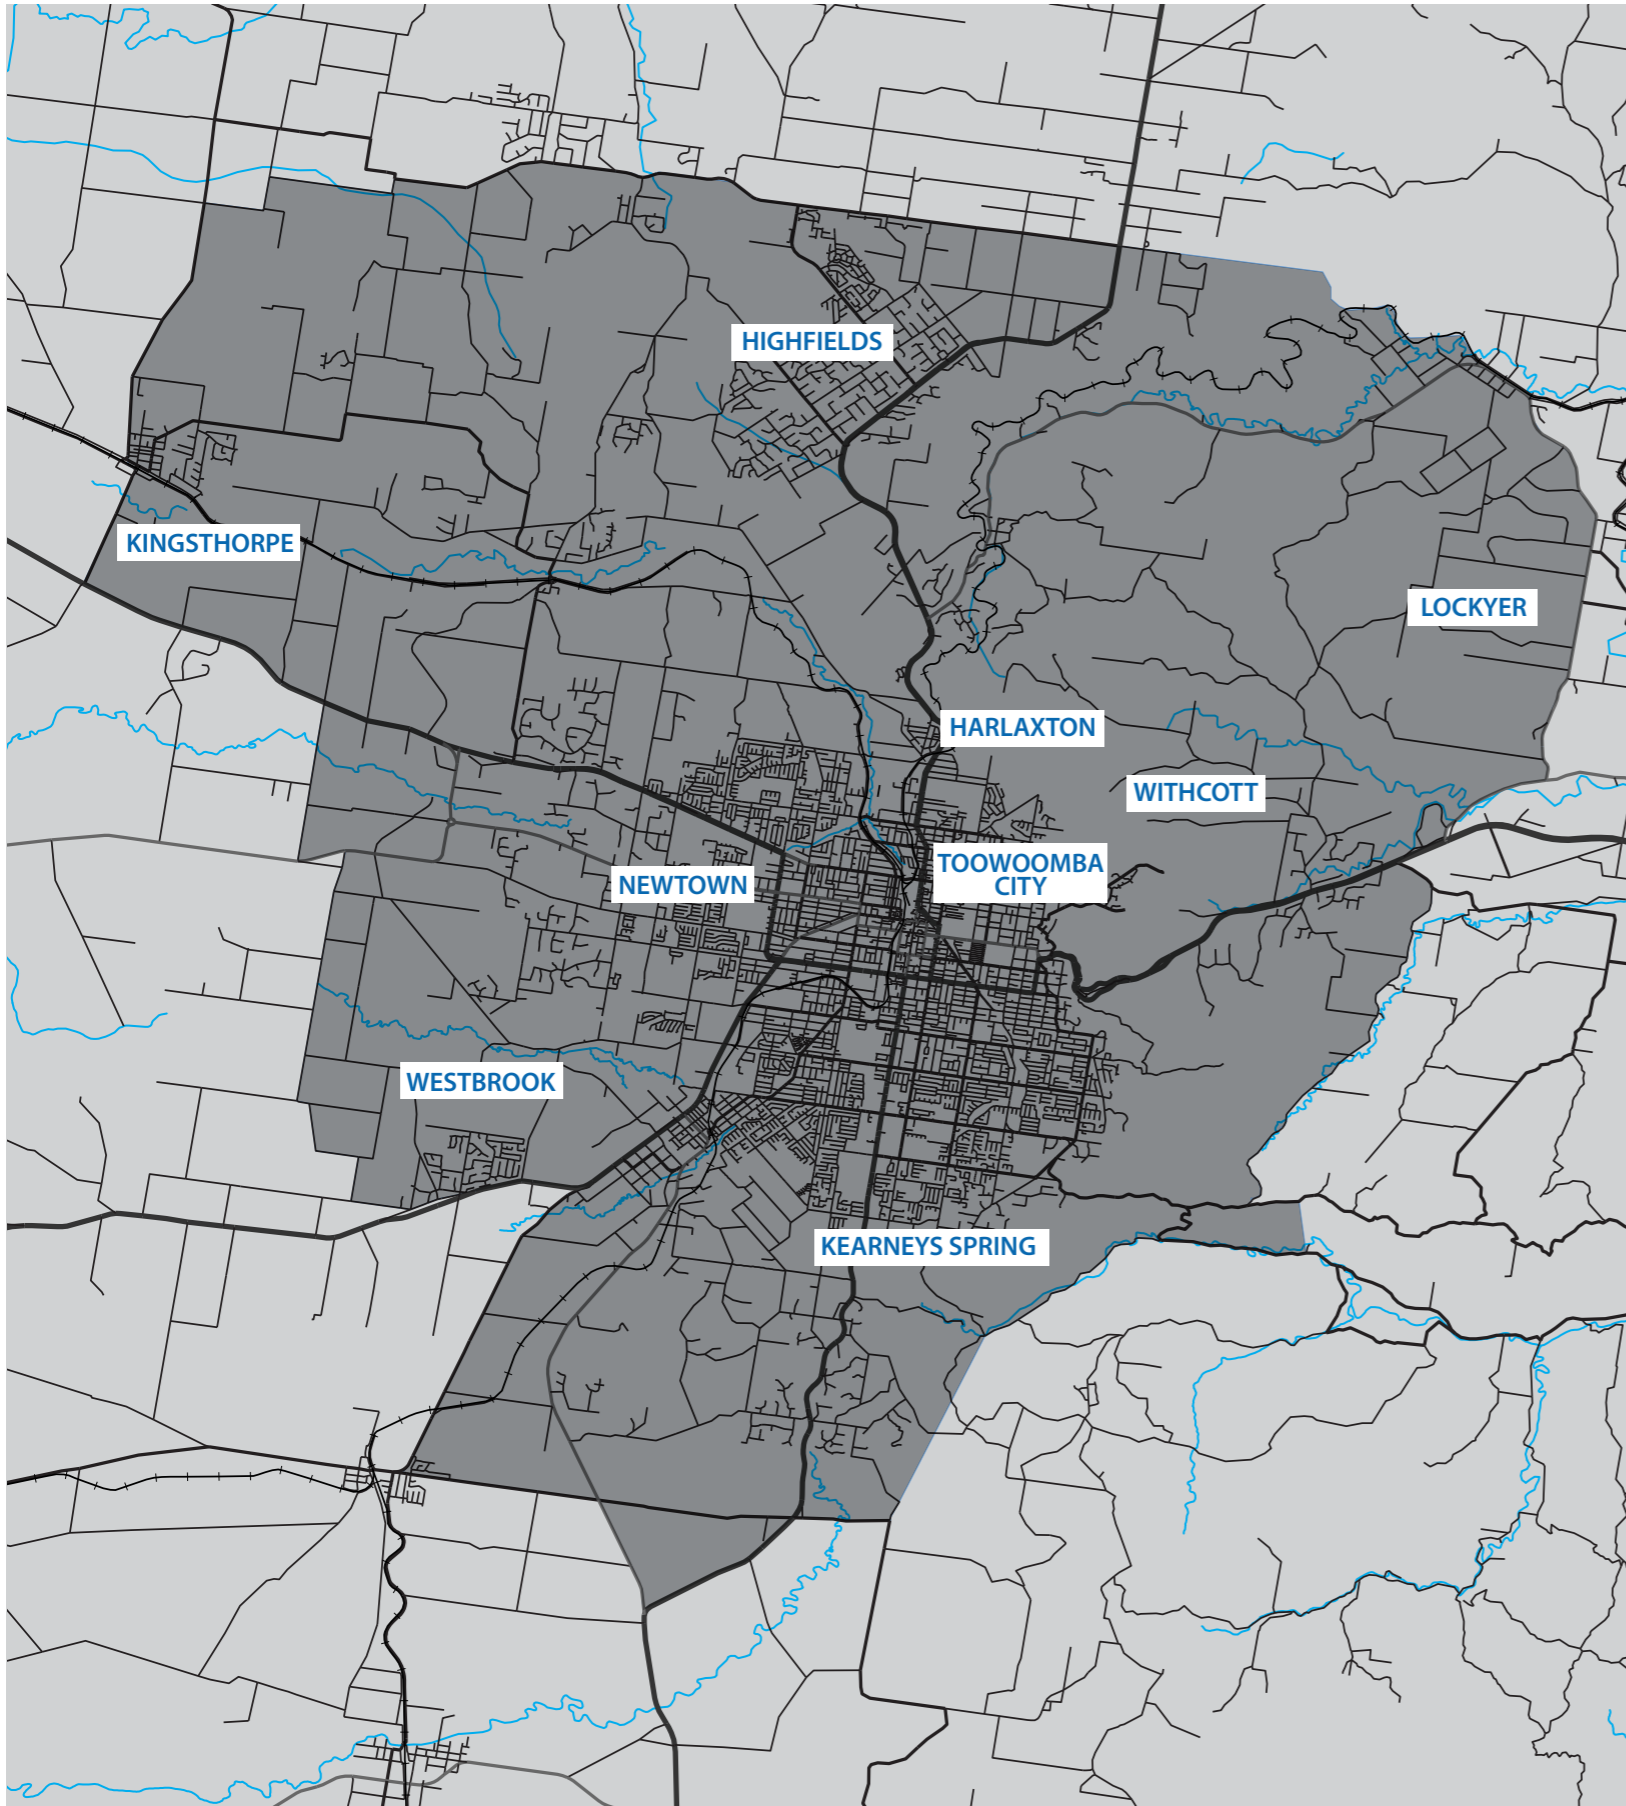 HIGHFIELDS
KINGSTHORPE
LOCKYER
HARLAXTON
WITHCOTT
TOOWOOMBA
CITY
NEWTOWN
WESTBROOK
KEARNEYS SPRING